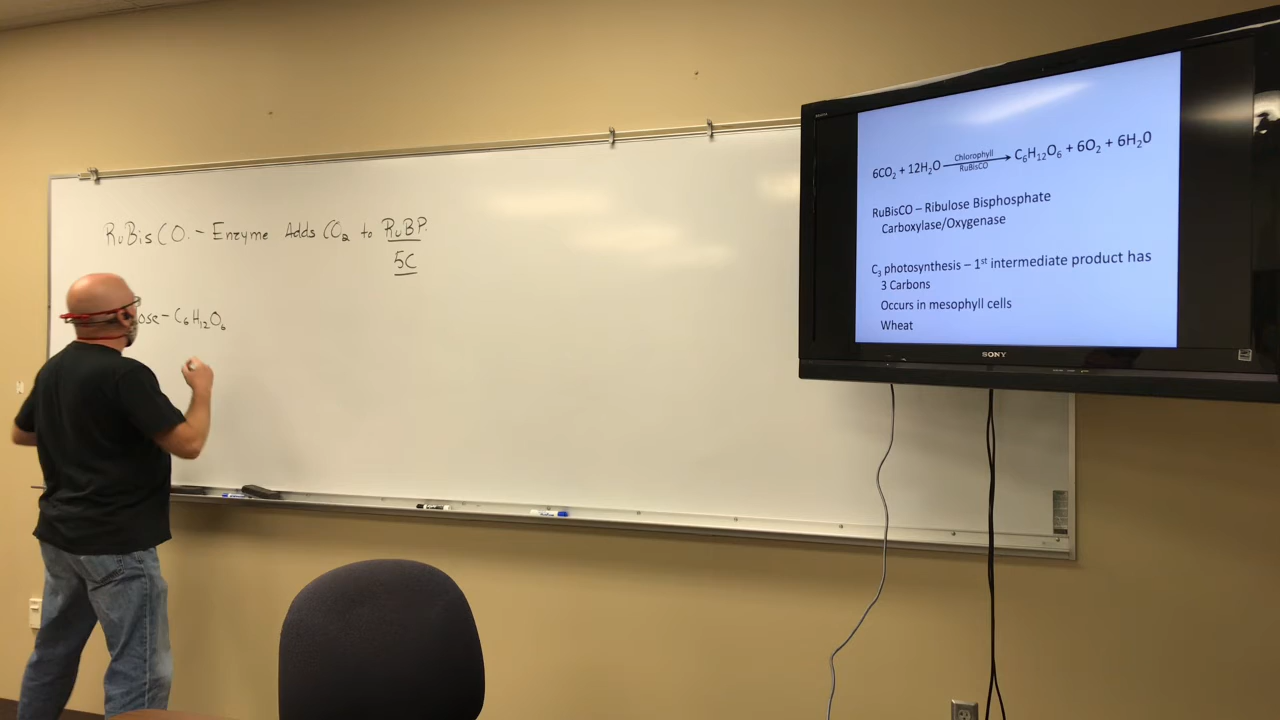 RuBisCO. - Enzyme Adds CO2 to RuBP.
5C
ose - C6H12O6
6CO2 + 12H2O Chlorophyll RuBisCO C6H12O6 + 6O2 + 6H2O
RuBisCO – Ribulose Bisphosphate
Carboxylase/Oxygenase
C3 photosynthesis – 1st intermediate product has
3 Carbons
Occurs in mesophyll cells
Wheat
SONY